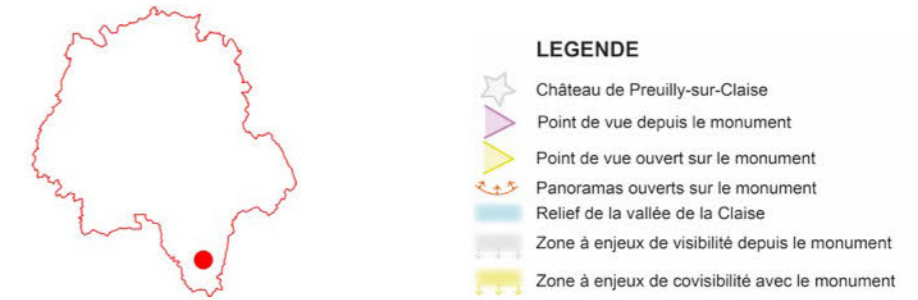 LEGENDE
Château de Preuilly-sur-Claise
Point de vue depuis le monument
Point de vue ouvert sur le monument
Panoramas ouverts sur le monument
Relief de la vallée de la Claise
Zone à enjeux de visibilité depuis le monument
Zone à enjeux de covisibilité avec le monument